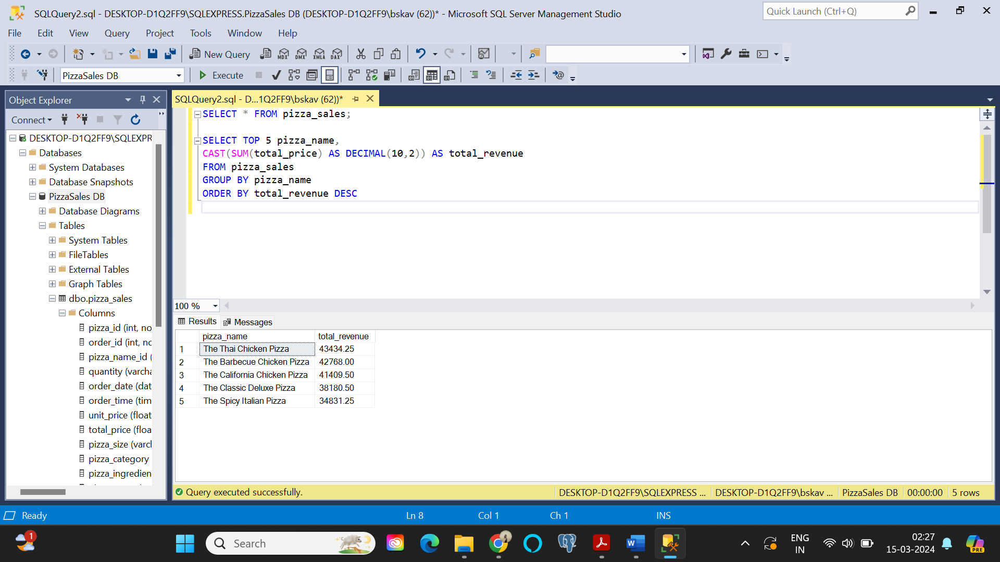 SQLQuery2.sql - DESKTOP-D1Q2FF9\SQLEXPRESS.PizzaSales DB (DESKTOP-D1Q2FF9\bskav (62))* - Microsoft SQL Server Management Studio
Quick Launch (Ctrl+Q)
File Edit View Query Project Tools Window Help
New Query MDX DMX XMLA DAX
PizzaSales DB Execute
Object Explorer
SQLQuery2.sql - D...1Q2FF9\bskav (62))*
Connect
DESKTOP-D1Q2FF9\SQLEXPR
Databases
System Databases
Database Snapshots
PizzaSales DB
Database Diagrams
Tables
System Tables
FileTables
External Tables
Graph Tables
dbo.pizza_sales
Columns
pizza_id (int, no
order_id (int, nc
pizza_name_id (
quantity (varcha
order_date (dat
order_time (tim
unit_price (float
total_price (floa
pizza_size (varcl
pizza_category
pizza_ingredien
SELECT * FROM pizza_sales;
SELECT TOP 5 pizza_name,
CAST(SUM(total_price) AS DECIMAL(10,2)) AS total_revenue
FROM pizza_sales
GROUP BY pizza_name
ORDER BY total_revenue DESC
100 %
Results Messages
pizza_name total_revenue
1 The Thai Chicken Pizza 43434.25
2 The Barbecue Chicken Pizza 42768.00
3 The California Chicken Pizza 41409.50
4 The Classic Deluxe Pizza 38180.50
5 The Spicy Italian Pizza 34831.25
Query executed successfully. DESKTOP-D1Q2FF9\SQLEXPRESS ... DESKTOP-D1Q2FF9\bskav ... PizzaSales DB 00:00:00 5 rows
Ready Ln 8 Col 1 Ch 1 INS
1
Search
W
ENG
IN
02:27
15-03-2024
PRE